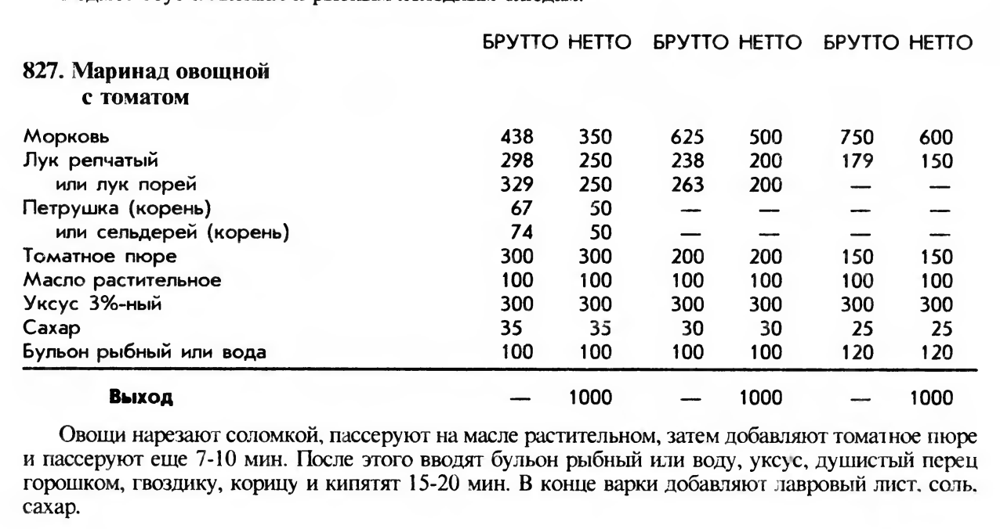 БРУТТО НЕТТО БРУТТО НЕТТО БРУТТО НЕТТО
827. Маринад овощной
с томатом
Морковь 438 350 625 500 750 600
Лук репчатый 298 250 238 200 179 150
или лук порей 329 250 263 200 — —
Петрушка (корень) 67 50 — — — —
или сельдерей (корень) 74 50 — — — —
Томатное пюре 300 300 200 200 150 150
Масло растительное 100 100 100 100 100 100
Уксус 3%-ный 300 300 300 300 300 300
Сахар 35 35 30 30 25 25
Бульон рыбный или вода 100 100 100 100 120 120
Выход — 1000 — 1000 — 1000
Овощи нарезают соломкой, пассеруют на масле растительном, затем добавляют томатное пюре
и пассеруют еще 7-10 мин. После этого вводят бульон рыбный или воду, уксус, душистый перец
горошком, гвоздику, корицу и кипятят 15-20 мин. В конце варки добавляют лавровый лист, соль,
сахар.